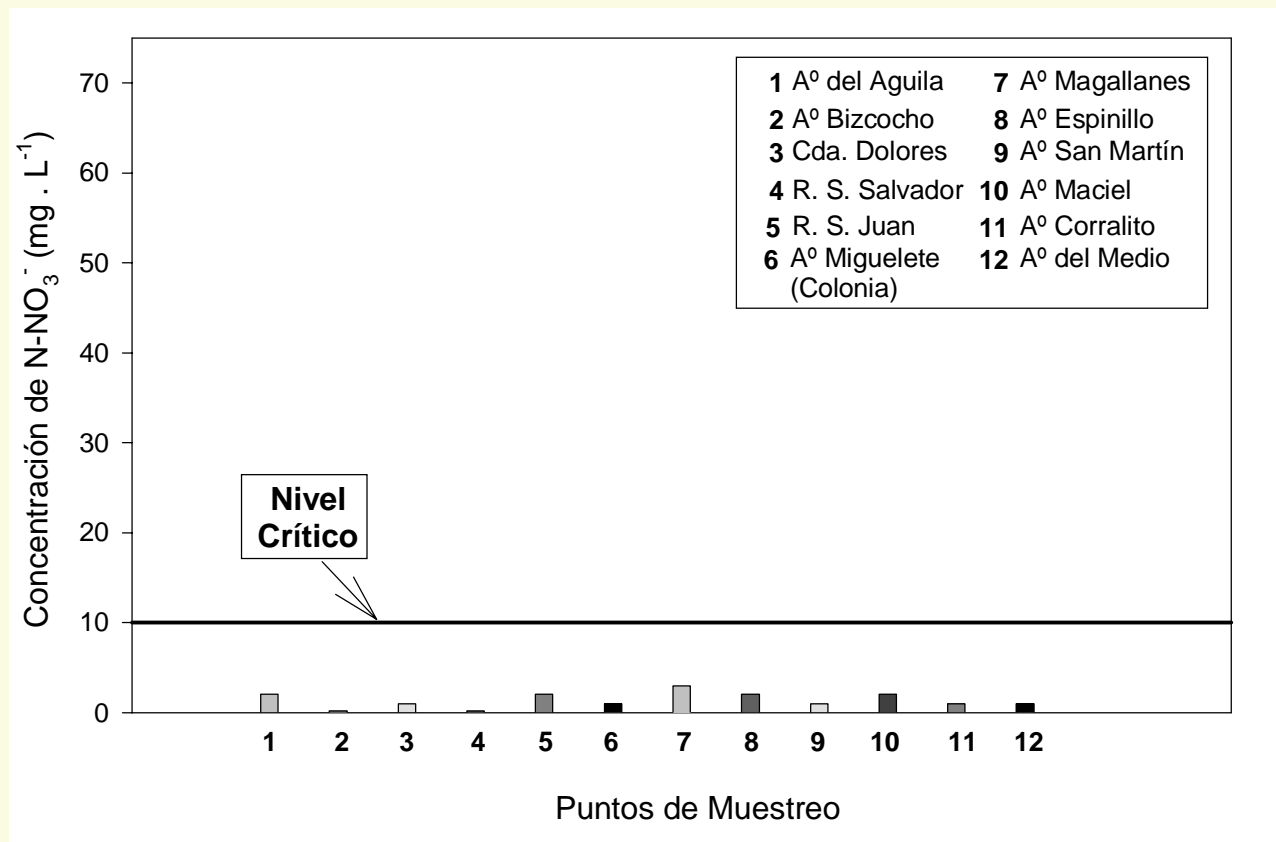 Concentración de N-NO3- (mg . L-1)
70
60
50
40
30
20
10
0
1 Aº del Aguila
2 Aº Bizcocho
3 Cda. Dolores
4 R. S. Salvador
5 R. S. Juan
6 Aº Miguelete
(Colonia)
7 Aº Magallanes
8 Aº Espinillo
9 Aº San Martín
10 Aº Maciel
11 Aº Corralito
12 Aº del Medio
Nivel
Crítico
1 2 3 4 5 6 7 8 9 10 11 12
Puntos de Muestreo